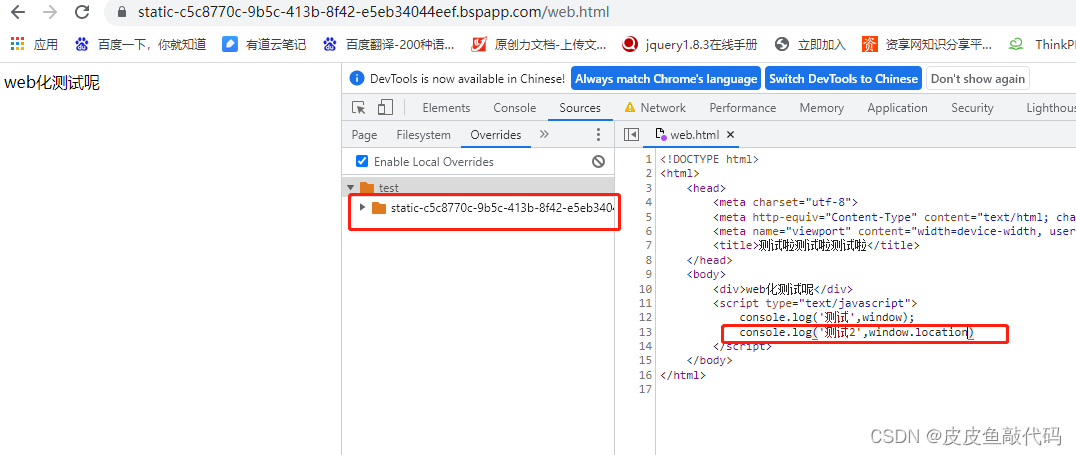 static-c5c8770c-9b5c-413b-8f42-e5eb34044eef.bspapp.com/web.html
应用 百度一下，你就知道 有道云笔记 百度翻译-200种语... 原创力文档-上传文... jquery1.8.3在线手册 立即加入 资 资享网知识分享平... ThinkP
web化测试呢
DevTools is now available in Chinese! Always match Chrome's language Switch DevTools to Chinese Don't show again
Elements Console Sources Network Performance Memory Application Security Lighthou
Page Filesystem Overrides » web.html ×
Enable Local Overrides
test
static-c5c8770c-9b5c-413b-8f42-e5eb3404
1 <!DOCTYPE html>
2 <html>
3 <head>
4 <meta charset="utf-8">
5 <meta http-equiv="Content-Type" content="text/html; cha
6 <meta name="viewport" content="width=device-width, user
7 <title>测试啦测试啦测试啦</title>
8 </head>
9 <body>
10 <div>web化测试呢</div>
11 <script type="text/javascript">
12 console.log('测试',window);
13 console.log('测试2',window.location)
14 </script>
15 </body>
16 </html>
17
CSDN @皮皮鱼敲代码